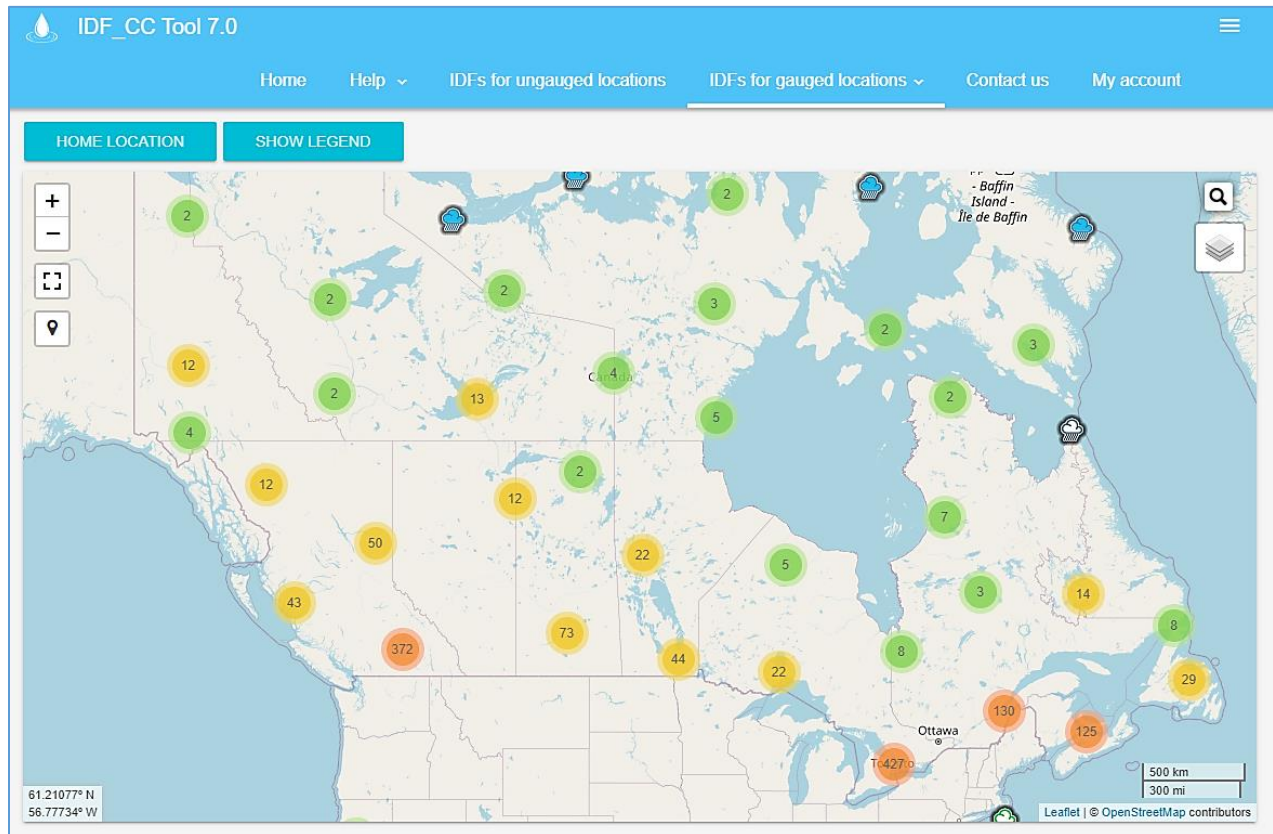 IDF_CC Tool 7.0
Home Help IDFs for ungauged locations IDFs for gauged locations Contact us My account
HOME LOCATION SHOW LEGEND
+
−
2
2
- Baffin
Island -
Île de Baffin
2
2
3
2
3
12
2
13
Canada
4
5
2
4
12
12
2
7
50
22
5
43
3
14
372
73
44
22
8
8
29
130
125
Ottawa
Toronto
427
500 km
300 mi
61.21077° N
56.77734° W
Leaflet | © OpenStreetMap contributors